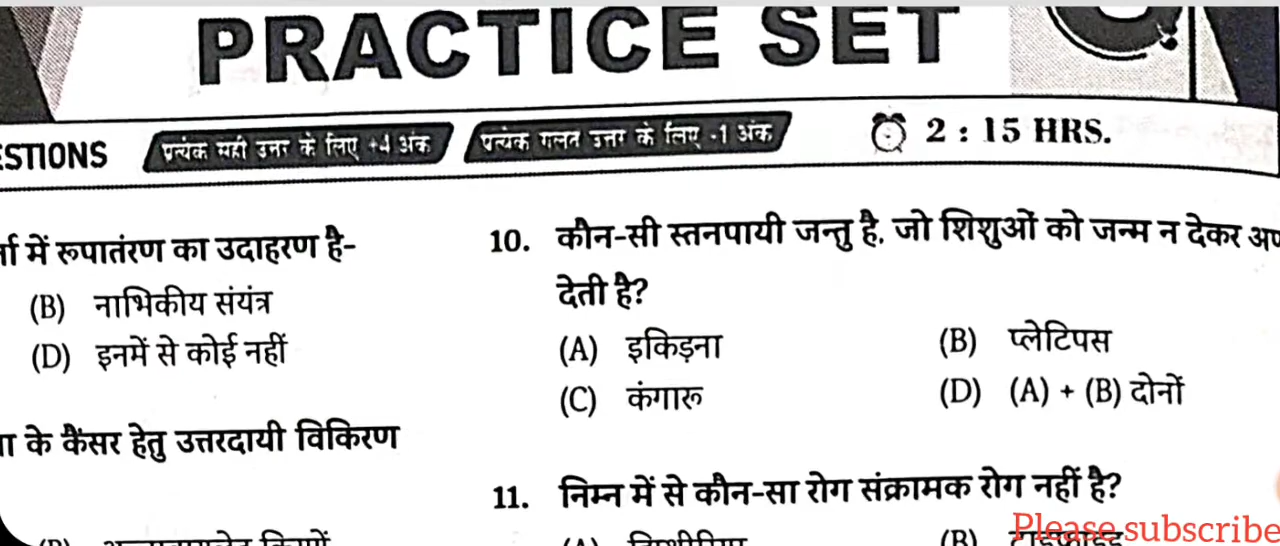 PRACTICE SET
ESTIONS
प्रत्येक सही उत्तर के लिए +4 अंक
प्रत्येक गलत उत्तर के लिए -1 अंक
2 : 15 HRS.
में रूपातंरण का उदाहरण है-
(B) नाभिकीय संयंत्र
(D) इनमें से कोई नहीं
के कैंसर हेतु उत्तरदायी विकिरण
10. कौन-सी स्तनपायी जन्तु है, जो शिशुओं को जन्म न देकर
देती है?
(A) इकिड़ना
(B) प्लेटिपस
(C) कंगारू
(D) (A) + (B) दोनों
11. निम्न में से कौन-सा रोग संक्रामक रोग नहीं है?
(A)
(B)
Please subscribe